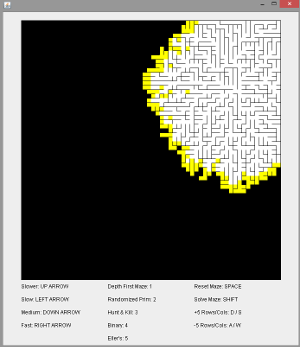 Slower: UP ARROW
Slow: LEFT ARROW
Medium: DOWN ARROW
Fast: RIGHT ARROW
Depth First Maze: 1
Randomized Prim: 2
Hunt & Kill: 3
Binary: 4
Eller's: 5
Reset Maze: SPACE
Solve Maze: SHIFT
+5 Rows/Cols: D / S
-5 Rows/Cols: A / W